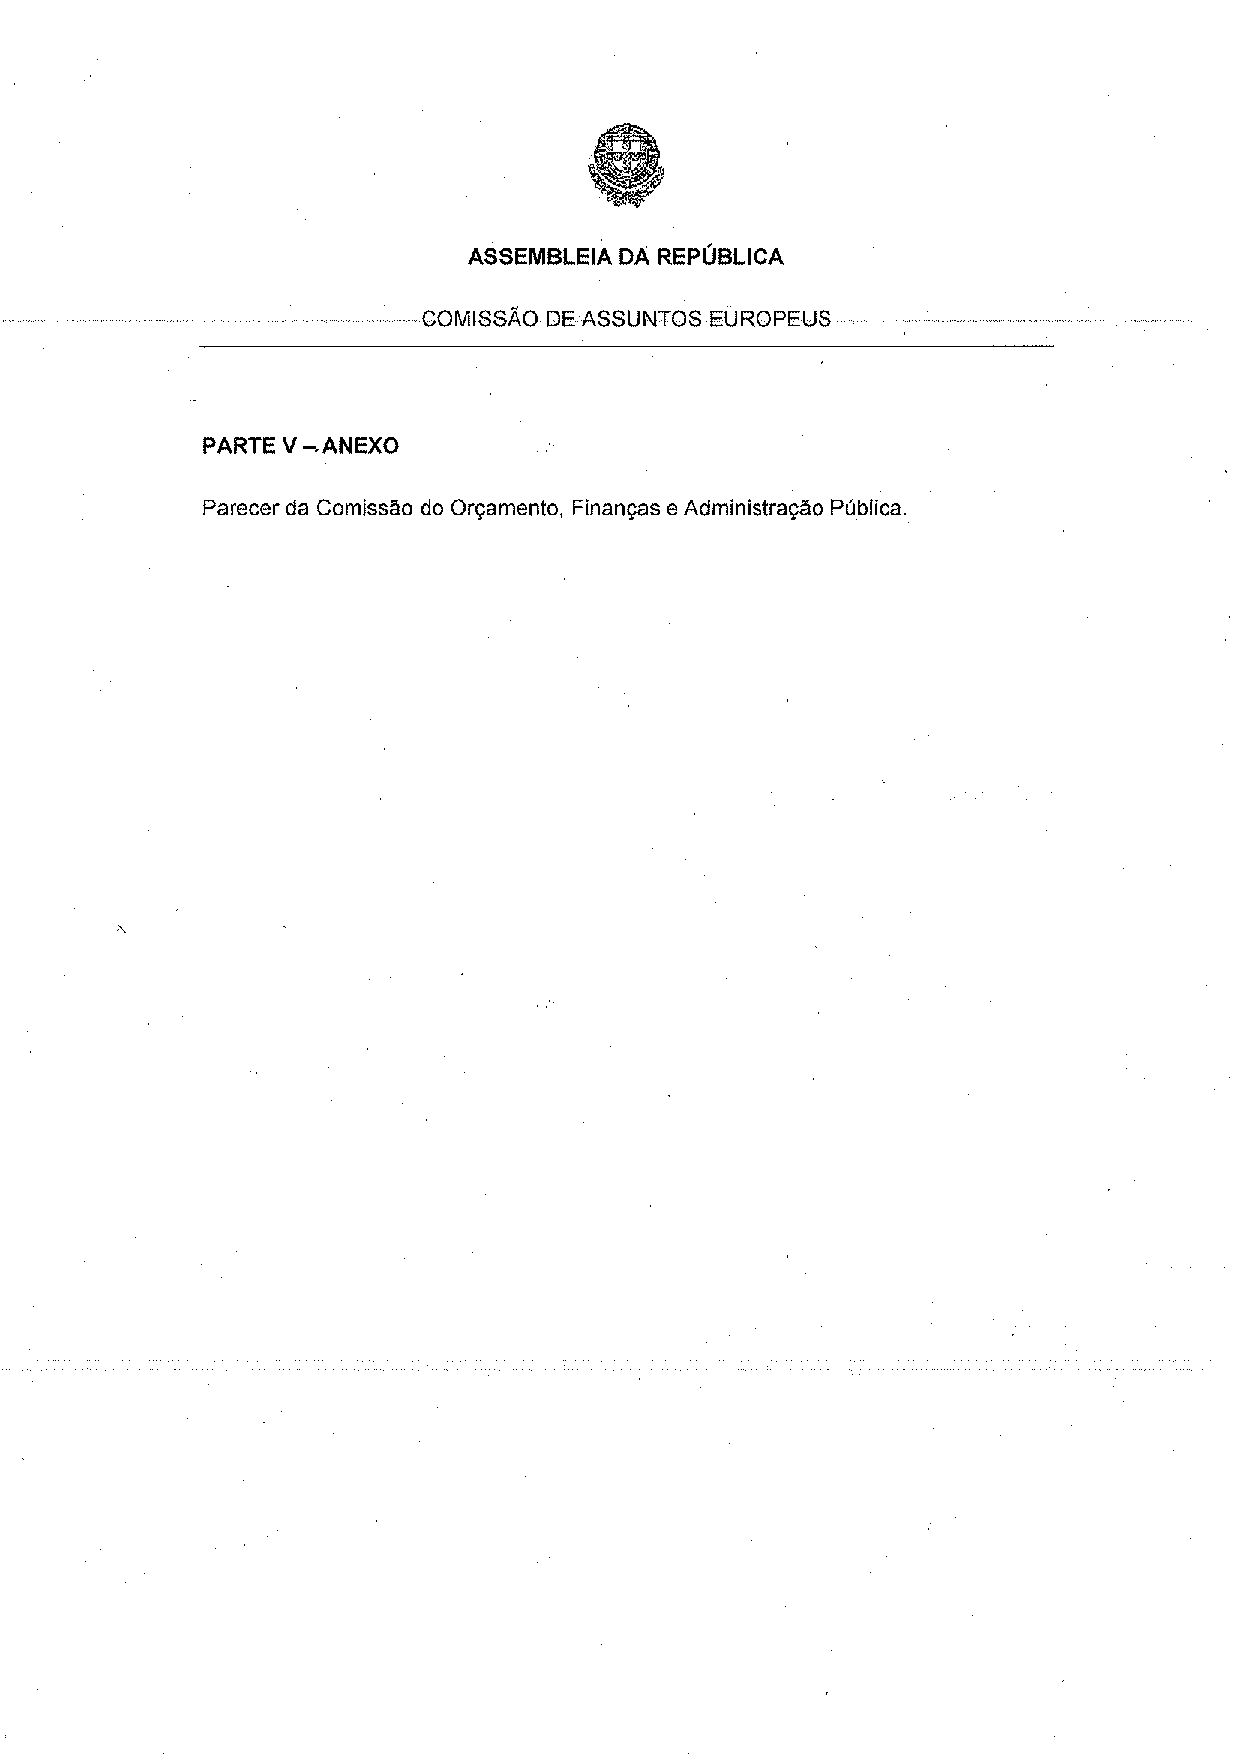 ASSEMBLEIA DA REPÚBLICA
COMISSÃO DE ASSUNTOS EUROPEUS
PARTE V – ANEXO
Parecer da Comissão do Orçamento, Finanças e Administração Pública.